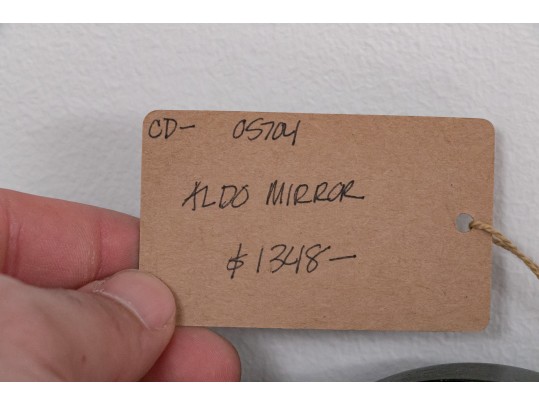 CD- 05704
ALDO MIRROR
$1348-